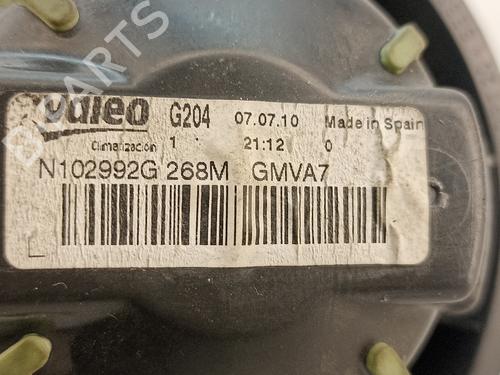 valeo G204 07.07.10 Made in Spain
Climatización 1 21:12 0
N102992G 268M GMVA7
L